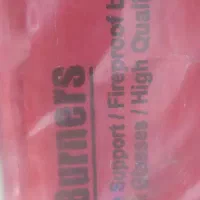 Burners
Support / Fireproof b
Glasses / High Quali